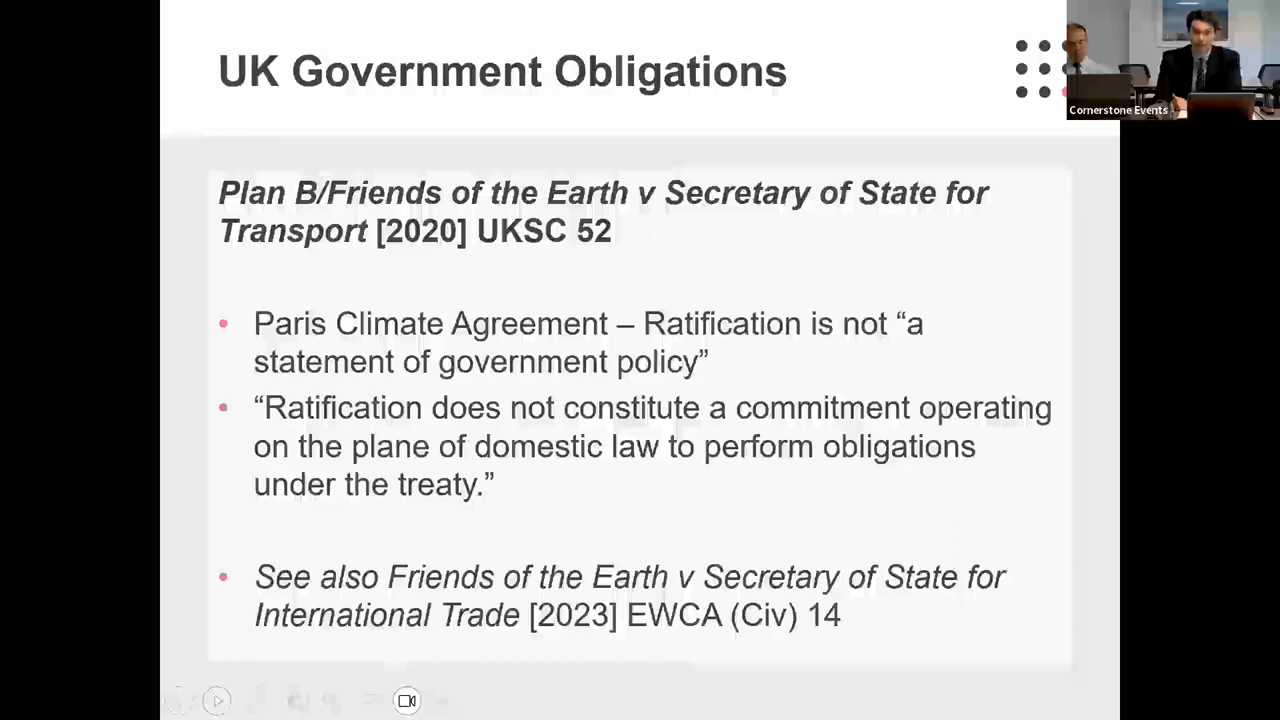 UK Government Obligations
Cornerstone Events
Plan B/Friends of the Earth v Secretary of State for
Transport [2020] UKSC 52
• Paris Climate Agreement – Ratification is not “a
statement of government policy”
• “Ratification does not constitute a commitment operating
on the plane of domestic law to perform obligations
under the treaty.”
• See also Friends of the Earth v Secretary of State for
International Trade [2023] EWCA (Civ) 14